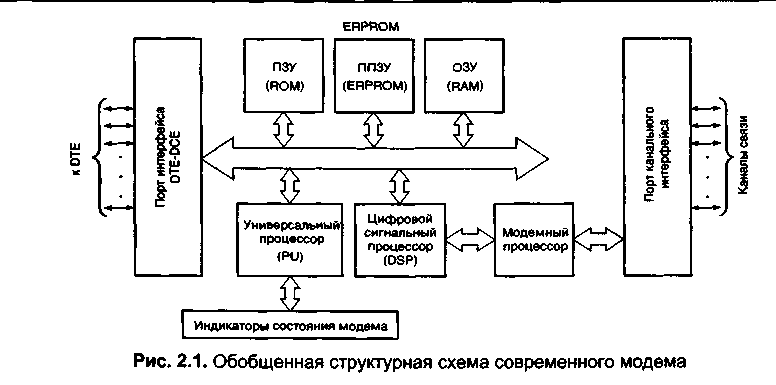 ERPROM
ПЗУ
(ROM)
ППЗУ
(ERPROM)
ОЗУ
(RAM)
к DTE
Порт интерфейса
DTE-DCE
Порт канального
интерфейса
Каналы связи
Универсальный
процессор
(PU)
Цифровой
сигнальный
процессор
(DSP)
Модемный
процессор
Индикаторы состояния модема
Рис. 2.1. Обобщенная структурная схема современного модема